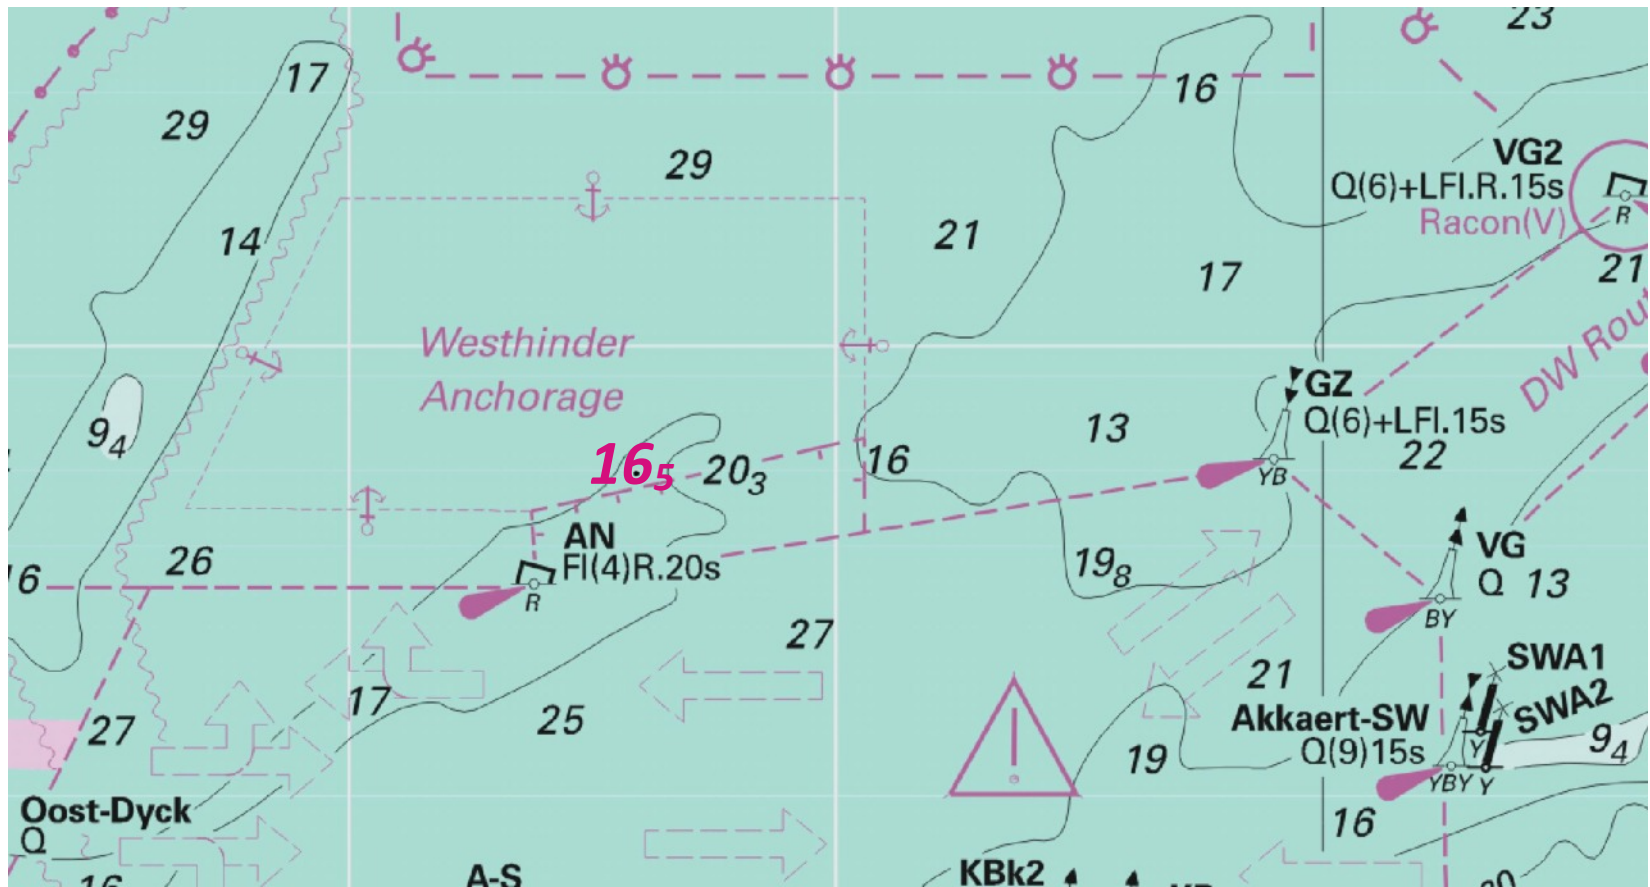 23
17
16
29
VG2
29
Q(6)+LFl.R.15s
R
Racon(V)
14
21
17
21
Westhinder
DW Rout
GZ
Anchorage
Q(6)+LFl.15s
9₄
13
22
16₅
20₃
16
YB
AN
VG
26
Fl(4)R.20s
19₈
Q
13
R
BY
27
SWA1
17
21
SWA2
27
25
Akkaert-SW
19
Q(9)15s
Y
9₄
YBY
Y
Oost-Dyck
16
Q
A-S
KBk2